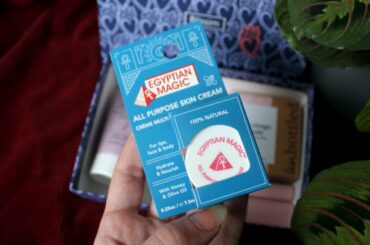 EGYPTIAN
MAGIC
ALL PURPOSE SKIN CREAM
CRÈME MULTI-
For lips,
face & body
Hydrate
& Nourish
With Honey
& Olive Oil
0.25oz / 7.5m
100% NATURAL
EGYPTIAN MAGIC